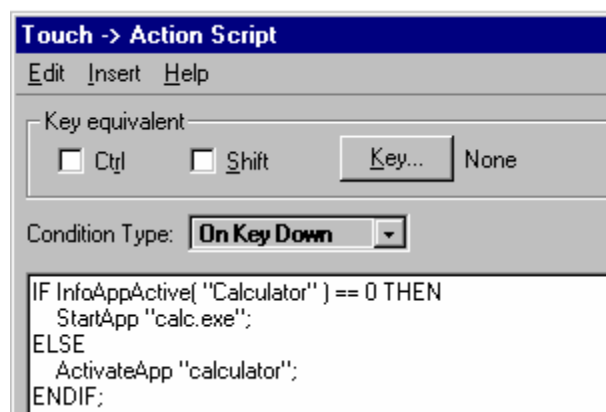 Touch -> Action Script
Edit Insert Help
Key equivalent
Ctrl Shift Key... None
Condition Type: On Key Down
IF InfoAppActive( "Calculator" ) == 0 THEN
StartApp "calc.exe";
ELSE
ActivateApp "calculator";
ENDIF;